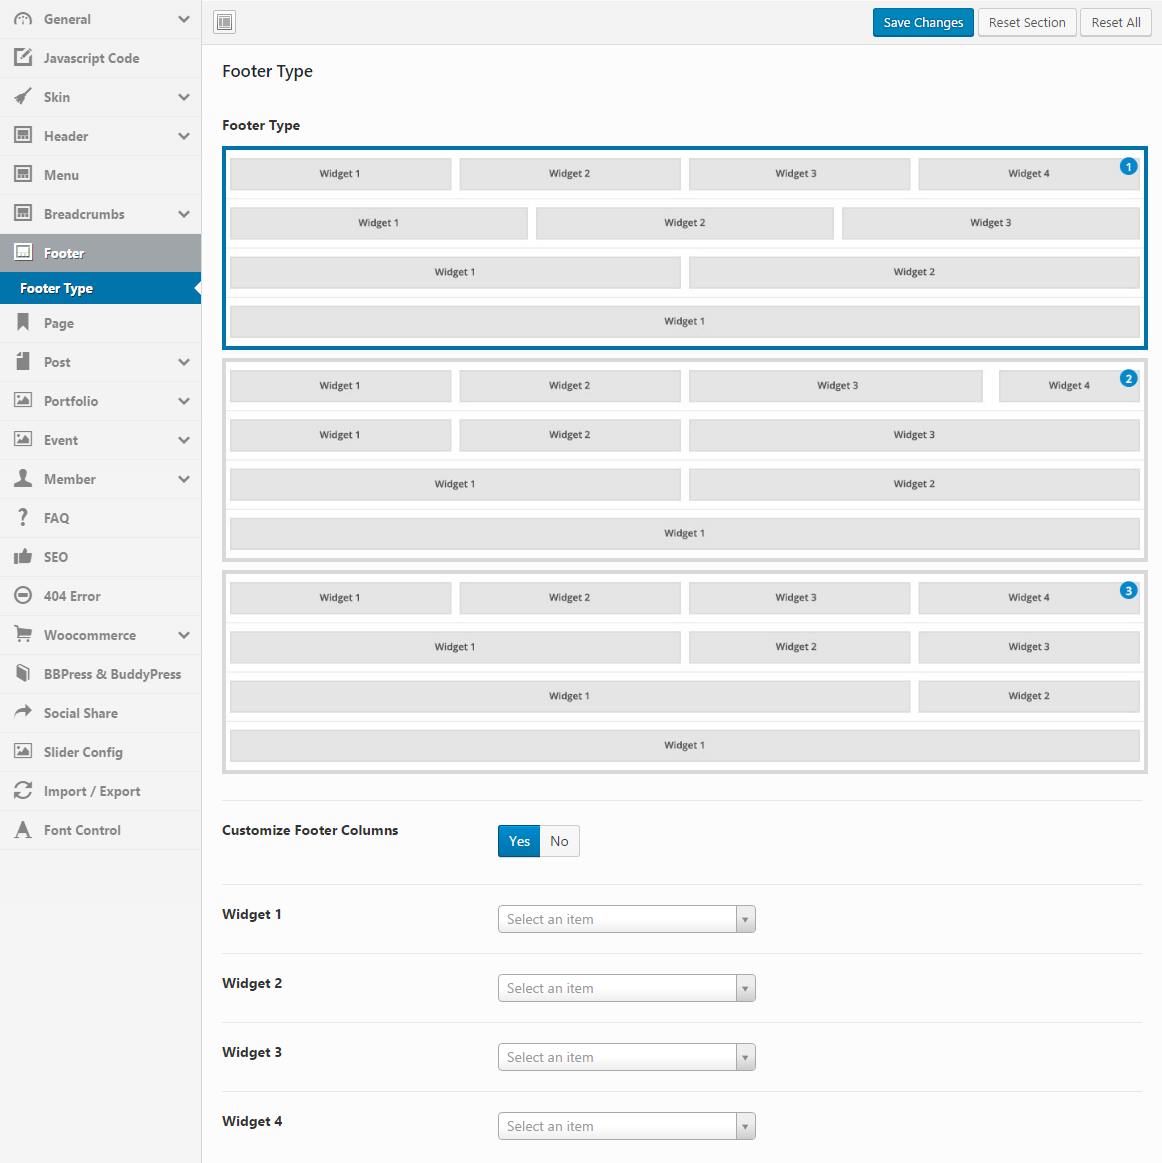 General
Javascript Code
Skin
Header
Menu
Breadcrumbs
Footer
Footer Type
Page
Post
Portfolio
Event
Member
FAQ
SEO
404 Error
Woocommerce
BBPress & BuddyPress
Social Share
Slider Config
Import / Export
Font Control
Save Changes Reset Section Reset All
Footer Type
Footer Type
Widget 1 Widget 2 Widget 3 Widget 4 1
Widget 1 Widget 2 Widget 3
Widget 1 Widget 2
Widget 1
Widget 1 Widget 2 Widget 3 Widget 4 2
Widget 1 Widget 2 Widget 3
Widget 1 Widget 2
Widget 1
Widget 1 Widget 2 Widget 3 Widget 4 3
Widget 1 Widget 2 Widget 3
Widget 1 Widget 2
Widget 1
Customize Footer Columns Yes No
Widget 1 Select an item
Widget 2 Select an item
Widget 3 Select an item
Widget 4 Select an item